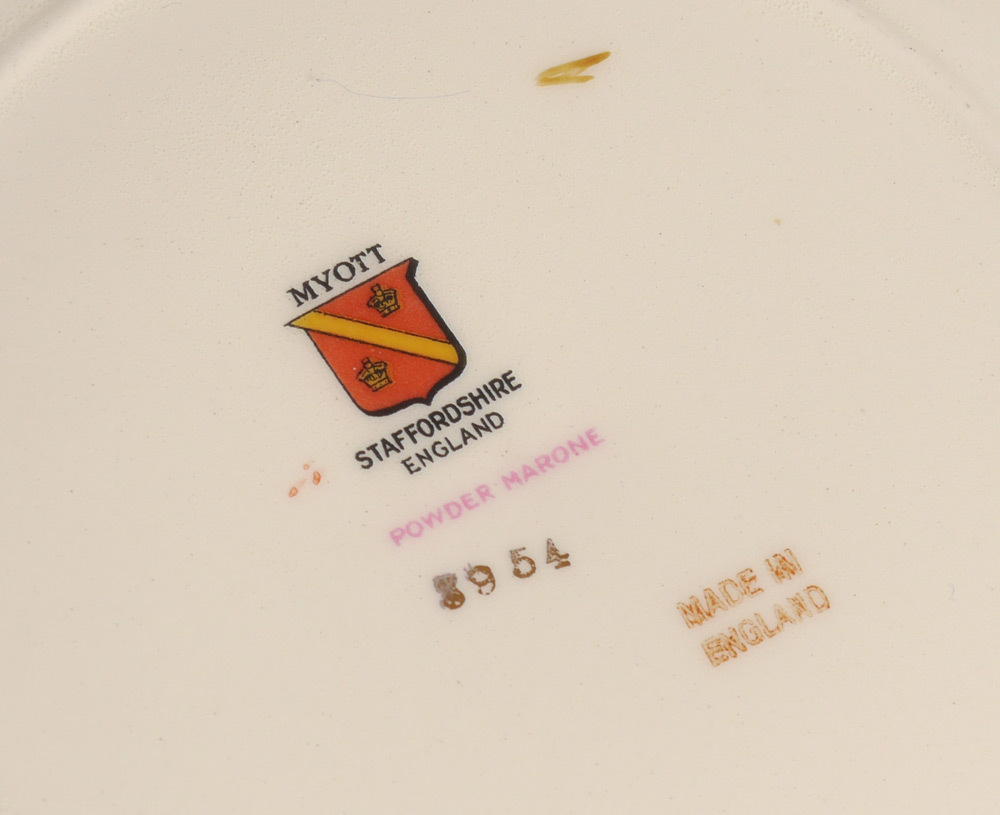 MYOTT
STAFFORDSHIRE
ENGLAND
POWDER MARONE
8954
MADE IN
ENGLAND